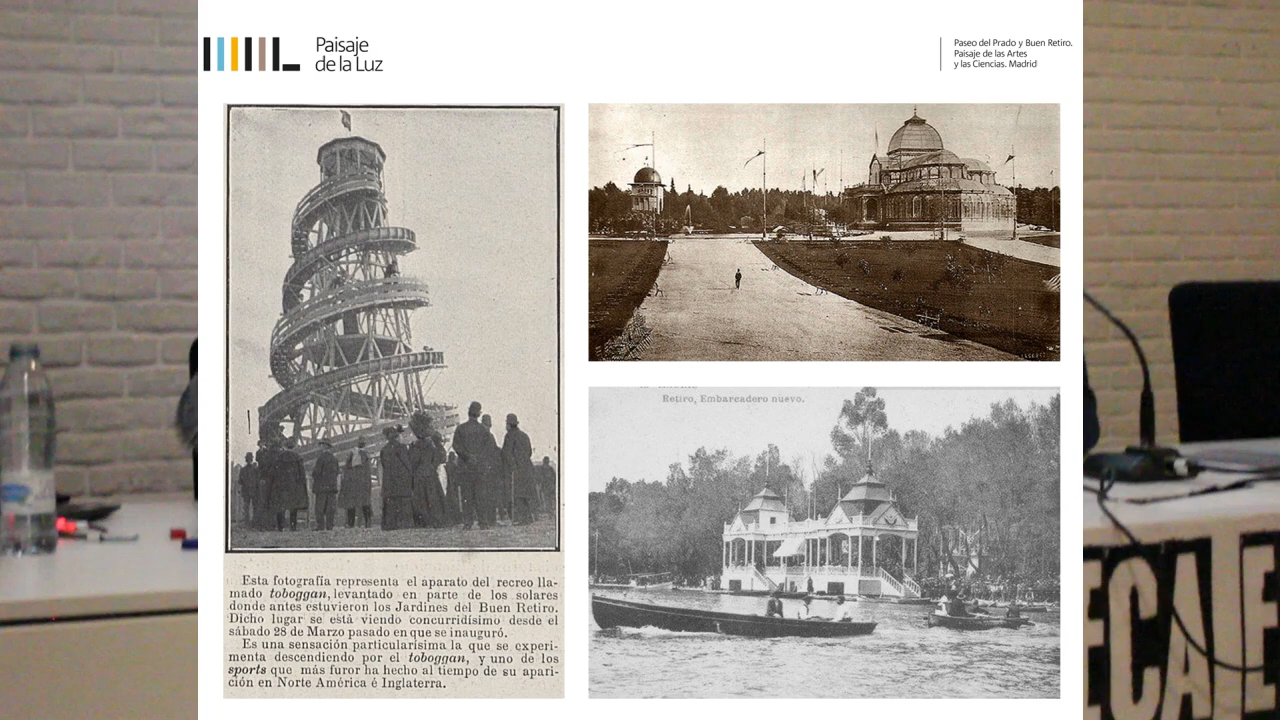 Paisaje
de la Luz
Paseo del Prado y Buen Retiro.
Paisaje de las Artes
y las Ciencias. Madrid
Retiro, Embarcadero nuevo.
Esta fotografía representa el aparato del recreo lla-
mado toboggan, levantado en parte de los solares
donde antes estuvieron los Jardines del Buen Retiro.
Dicho lugar se está viendo concurridísimo desde el
sábado 28 de Marzo pasado en que se inauguró.
Es una sensación particularísima la que se experi-
menta descendiendo por el toboggan, y uno de los
sports que más furor ha hecho al tiempo de su apari-
ción en Norte América é Inglaterra.
ECA E